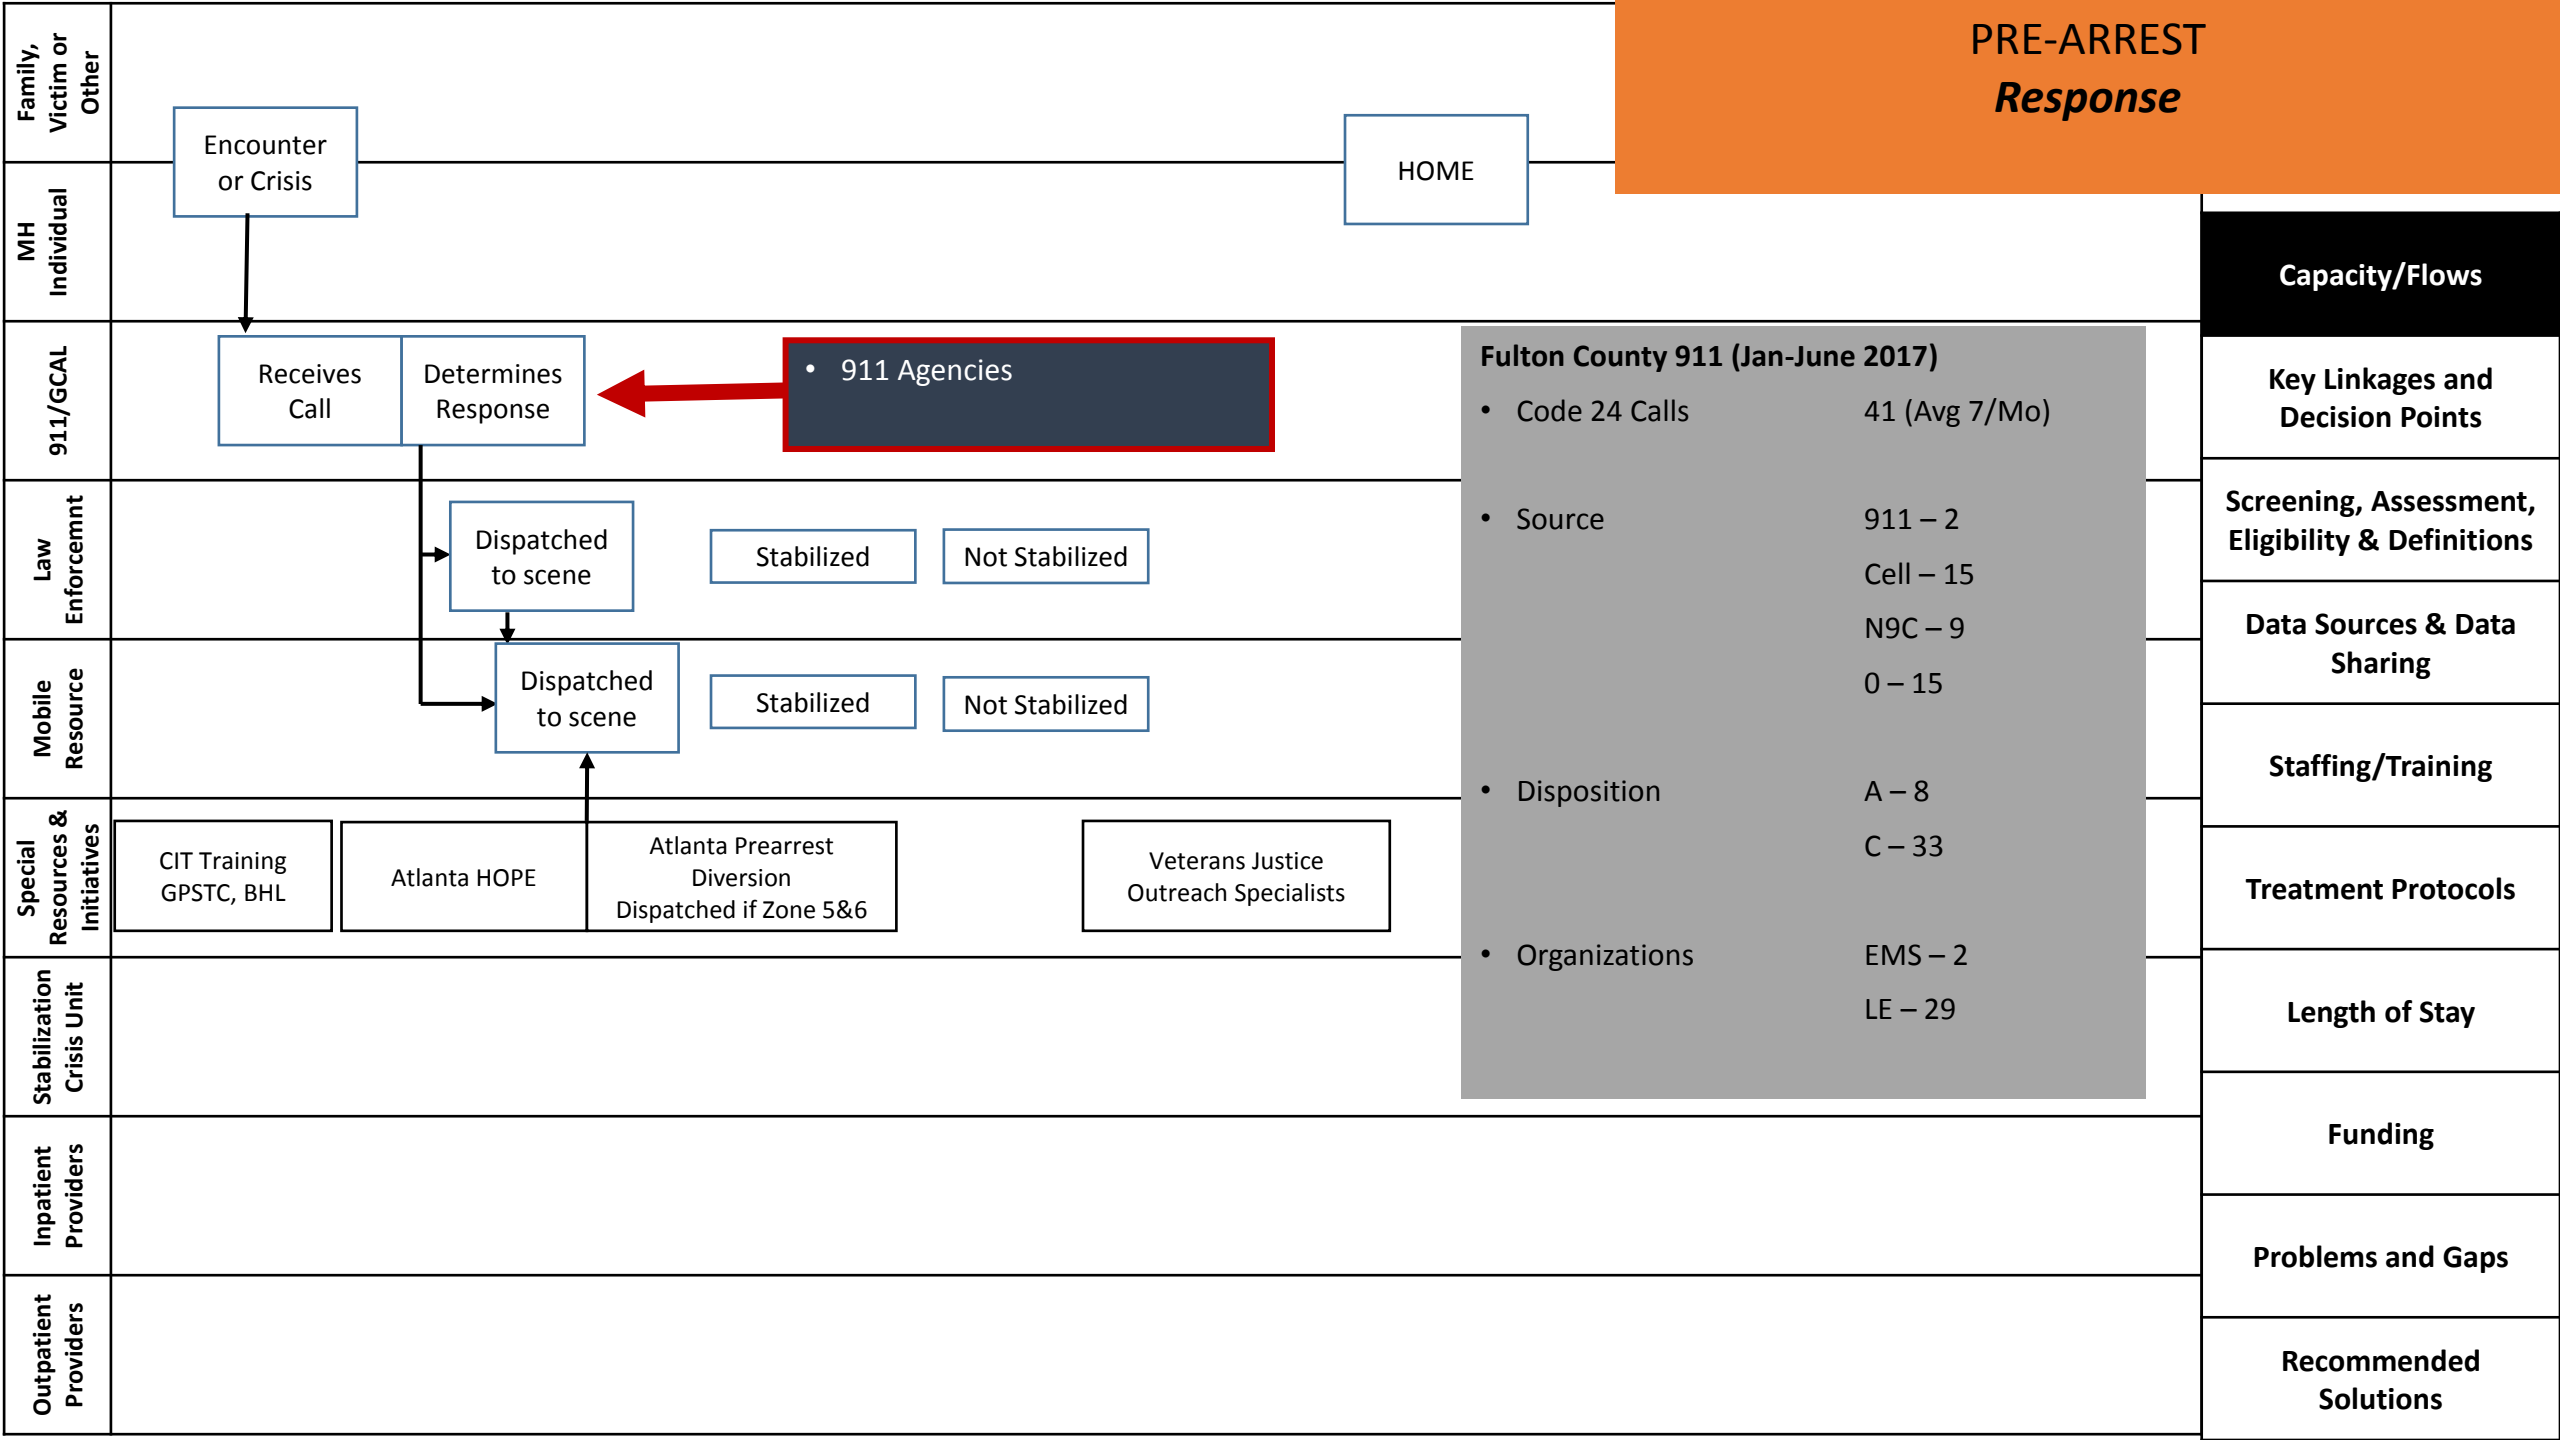 PRE-ARREST
Response
Family,
Victim or
Other
MH
Individual
911/GCAL
Law
Enforcemnt
Mobile
Resource
Special
Resources &
Initiatives
Stabilization
Crisis Unit
Inpatient
Providers
Outpatient
Providers
Encounter
or Crisis
HOME
Receives
Call
Determines
Response
• 911 Agencies
Dispatched
to scene
Stabilized
Not Stabilized
Dispatched
to scene
Stabilized
Not Stabilized
CIT Training
GPSTC, BHL
Atlanta HOPE
Atlanta Prearrest
Diversion
Dispatched if Zone 5&6
Veterans Justice
Outreach Specialists
Fulton County 911 (Jan-June 2017)
• Code 24 Calls 41 (Avg 7/Mo)
• Source 911 – 2
Cell – 15
N9C – 9
0 – 15
• Disposition A – 8
C – 33
• Organizations EMS – 2
LE – 29
Capacity/Flows
Key Linkages and
Decision Points
Screening, Assessment,
Eligibility & Definitions
Data Sources & Data
Sharing
Staffing/Training
Treatment Protocols
Length of Stay
Funding
Problems and Gaps
Recommended
Solutions